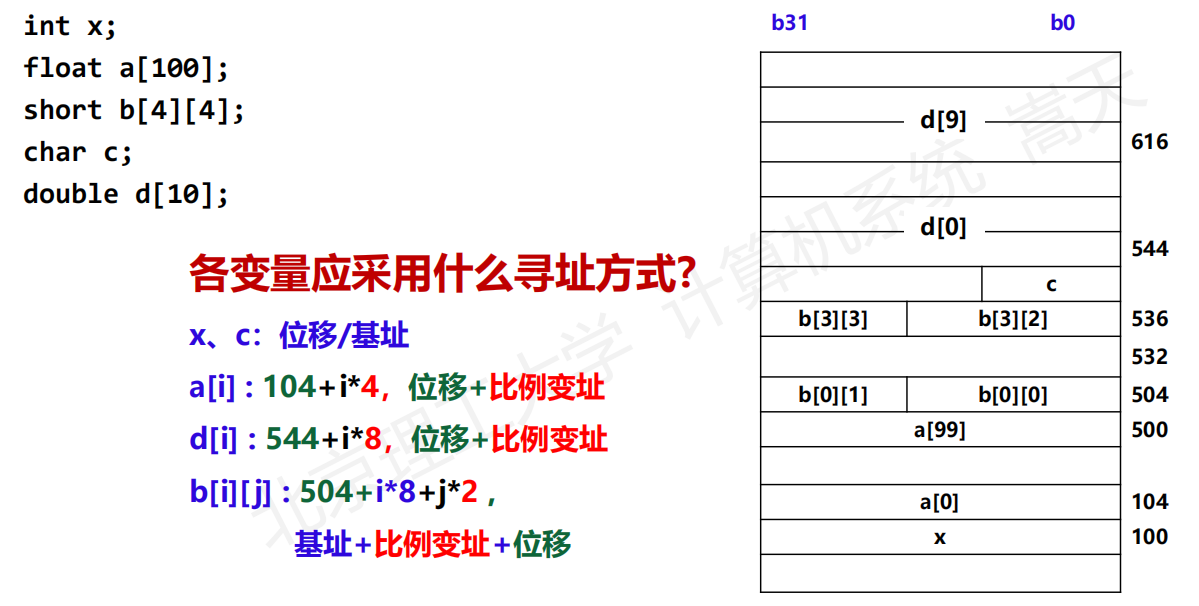 int x;
float a[100];
short b[4][4];
char c;
double d[10];
各变量应采用什么寻址方式？
x、c：位移/基址
a[i] : 104+i*4，位移+比例变址
d[i] : 544+i*8，位移+比例变址
b[i][j] : 504+i*8+j*2 ,
基址+比例变址+位移
b31 b0
d[9]
616
d[0]
544
c
b[3][3] b[3][2] 536
532
b[0][1] b[0][0] 504
a[99] 500
a[0] 104
x 100
北京理工大学 计算机系统 嵩天